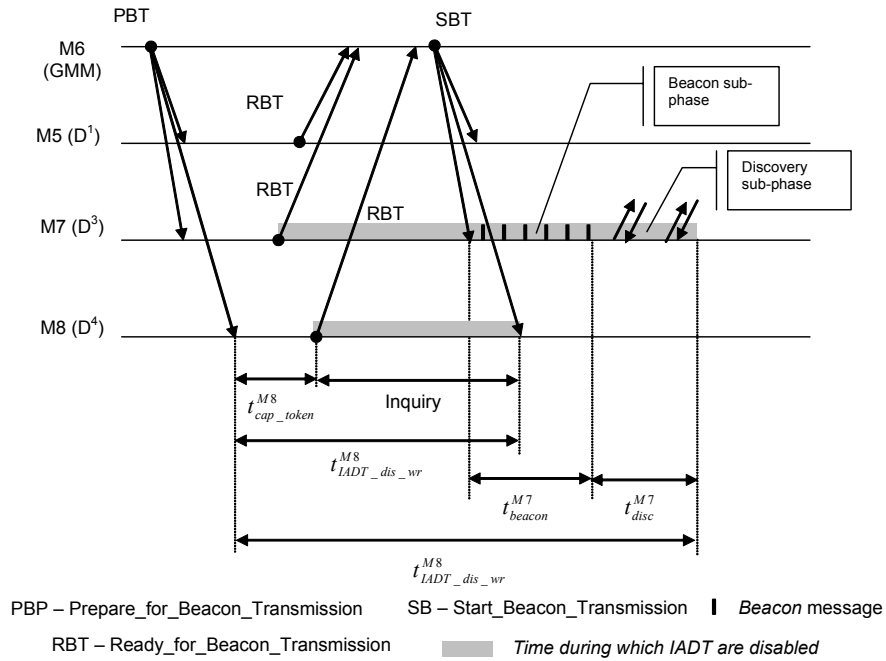 PBT
SBT
M6
(GMM)
Beacon sub-
phase
RBT
M5 (D¹)
Discovery
sub-phase
RBT
RBT
M7 (D³)
M8 (D⁴)
t^{M8}_{cap_token}
Inquiry
t^{M8}_{IADT_dis_wr}
t^{M7}_{beacon}
t^{M7}_{disc}
t^{M8}_{IADT_dis_wr}
PBP – Prepare_for_Beacon_Transmission SB – Start_Beacon_Transmission Beacon message
RBT – Ready_for_Beacon_Transmission Time during which IADT are disabled